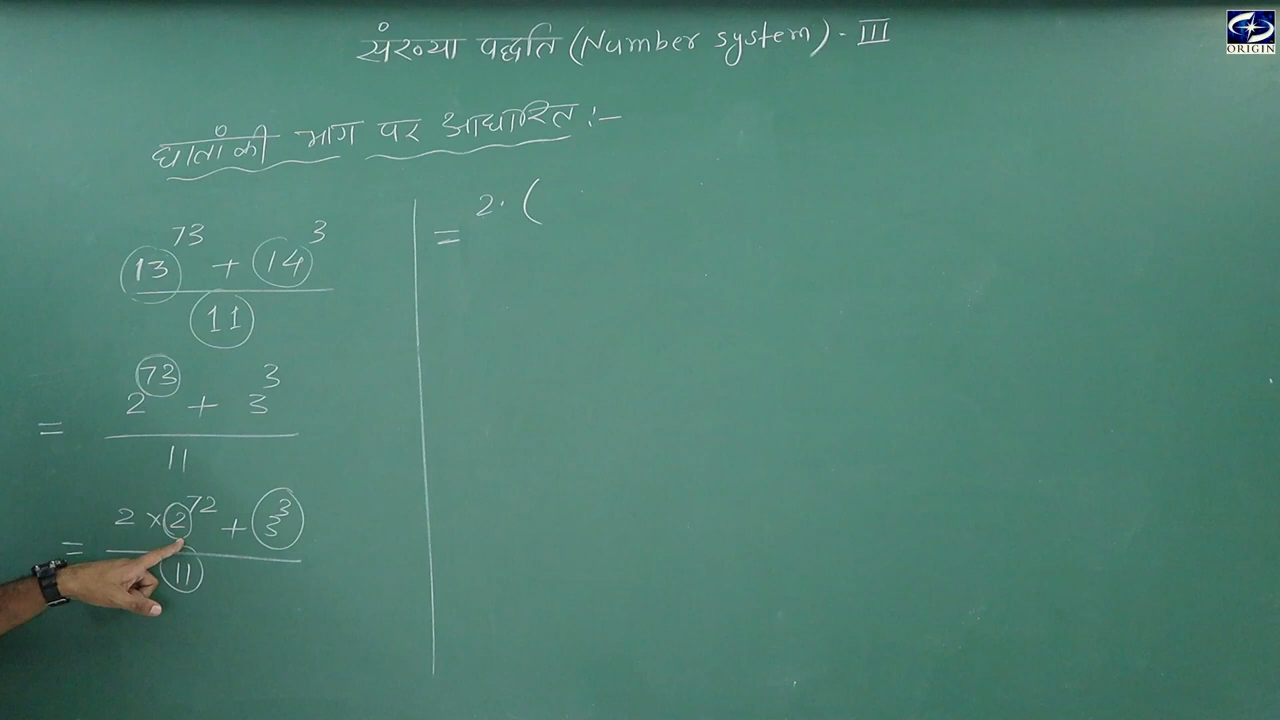 संख्या पद्धति (Number system) - III
ORIGIN
घातांकी भाग पर आधारित :-
13^73 + 14^3
11
= 2^73 + 3^3
11
= 2 × 2^72 + 3^3
11
= 2. (